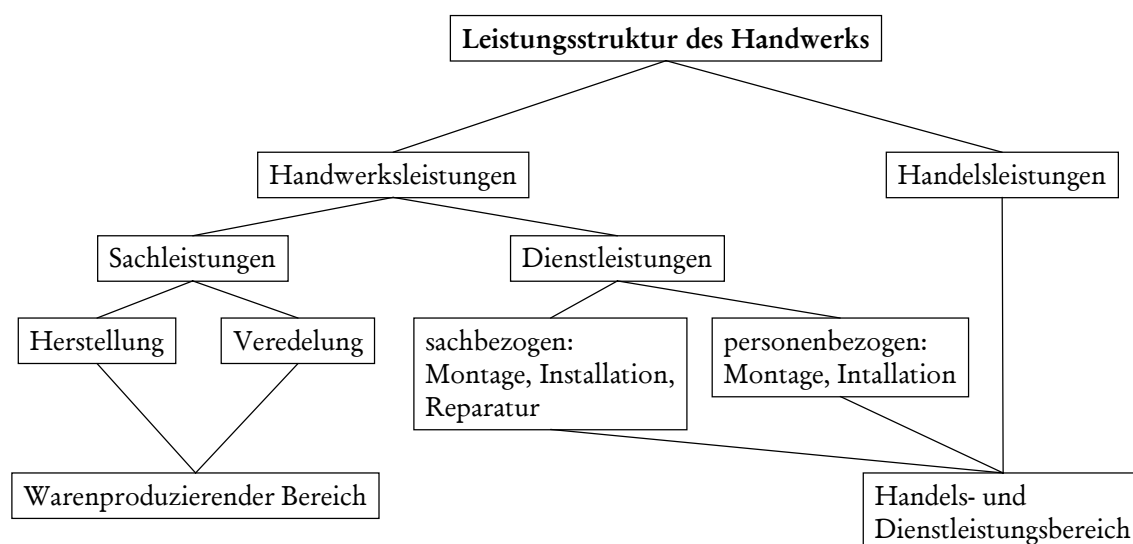 Leistungsstruktur des Handwerks
Handwerksleistungen
Handelsleistungen
Sachleistungen
Dienstleistungen
Herstellung
Veredelung
sachbezogen:
Montage, Installation,
Reparatur
personenbezogen:
Montage, Intallation
Warenproduzierender Bereich
Handels- und
Dienstleistungsbereich